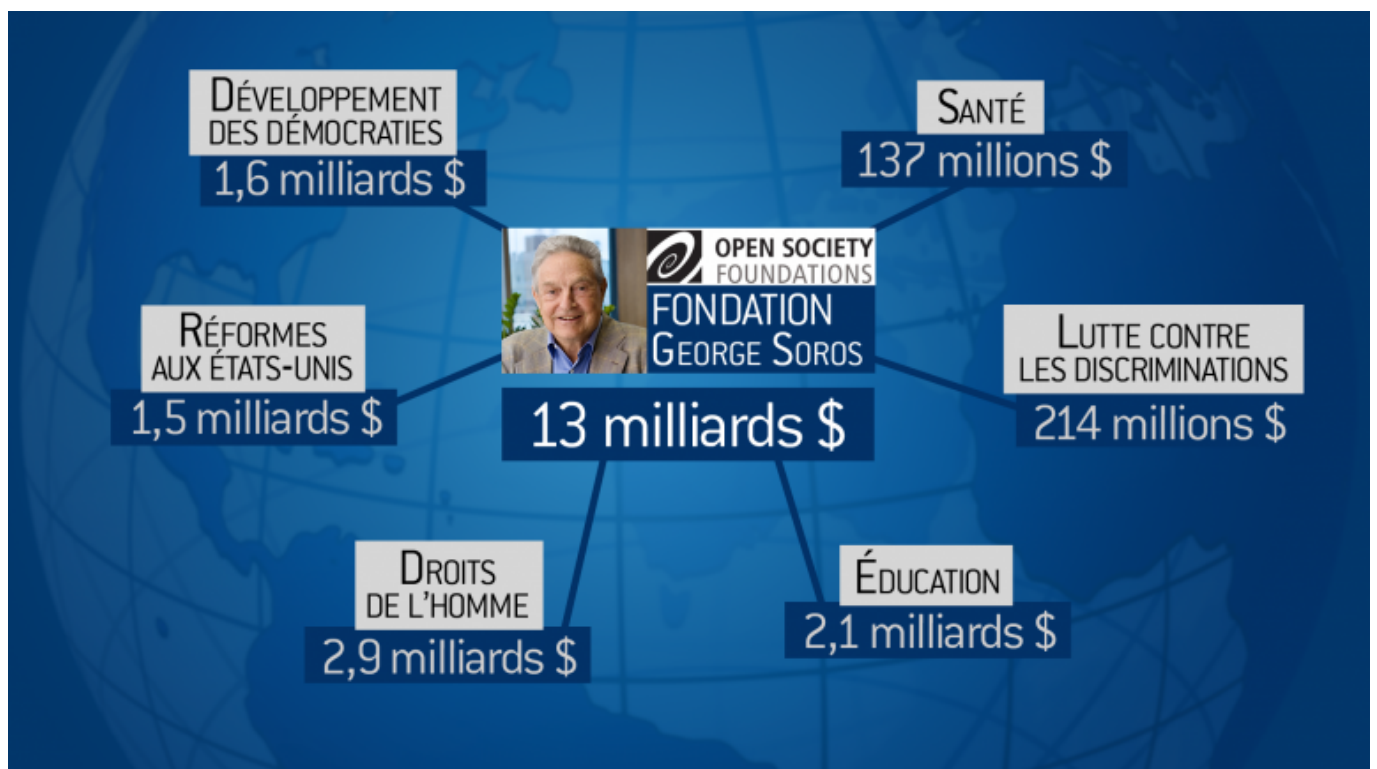 DÉVELOPPEMENT
DES DÉMOCRATIES
1,6 milliards $
SANTÉ
137 millions $
OPEN SOCIETY
FOUNDATIONS
FONDATION
GEORGE SOROS
13 milliards $
RÉFORMES
AUX ÉTATS-UNIS
1,5 milliards $
LUTTE CONTRE
LES DISCRIMINATIONS
214 millions $
DROITS
DE L'HOMME
2,9 milliards $
ÉDUCATION
2,1 milliards $